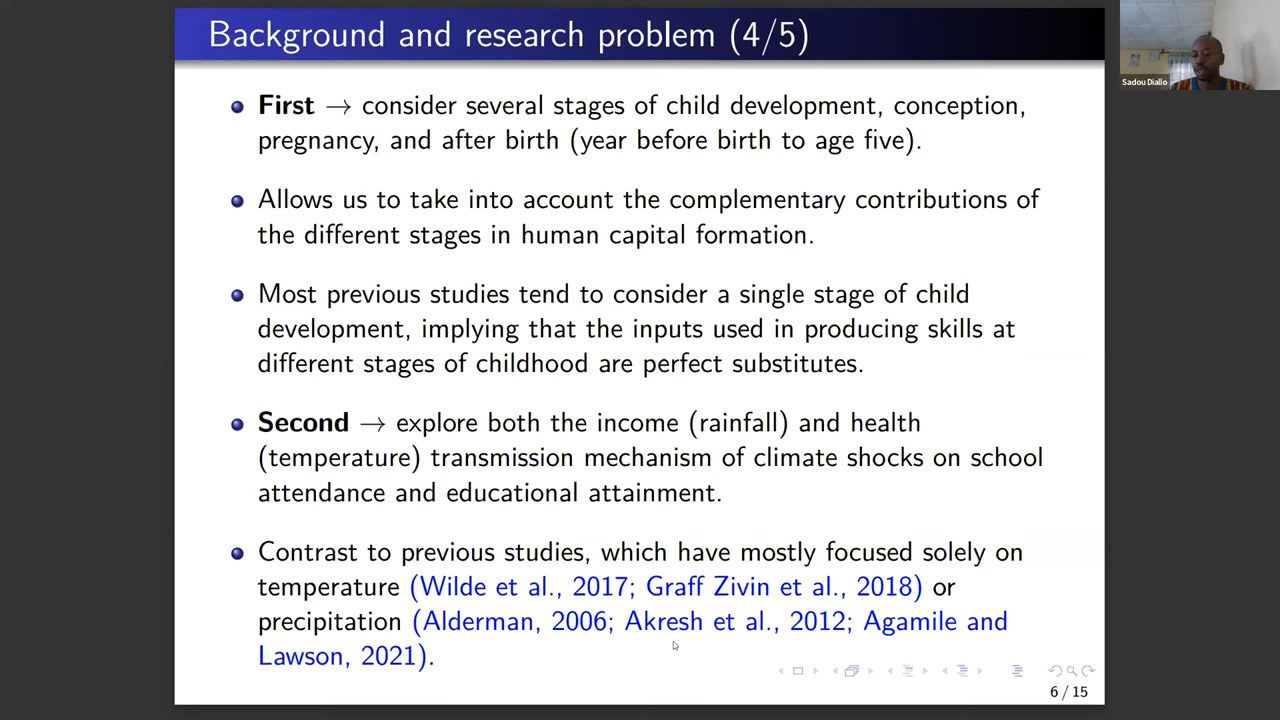 Background and research problem (4/5)
First → consider several stages of child development, conception,
pregnancy, and after birth (year before birth to age five).
Allows us to take into account the complementary contributions of
the different stages in human capital formation.
Most previous studies tend to consider a single stage of child
development, implying that the inputs used in producing skills at
different stages of childhood are perfect substitutes.
Second → explore both the income (rainfall) and health
(temperature) transmission mechanism of climate shocks on school
attendance and educational attainment.
Contrast to previous studies, which have mostly focused solely on
temperature (Wilde et al., 2017; Graff Zivin et al., 2018) or
precipitation (Alderman, 2006; Akresh et al., 2012; Agamile and
Lawson, 2021).
6 / 15
Sadou Diallo